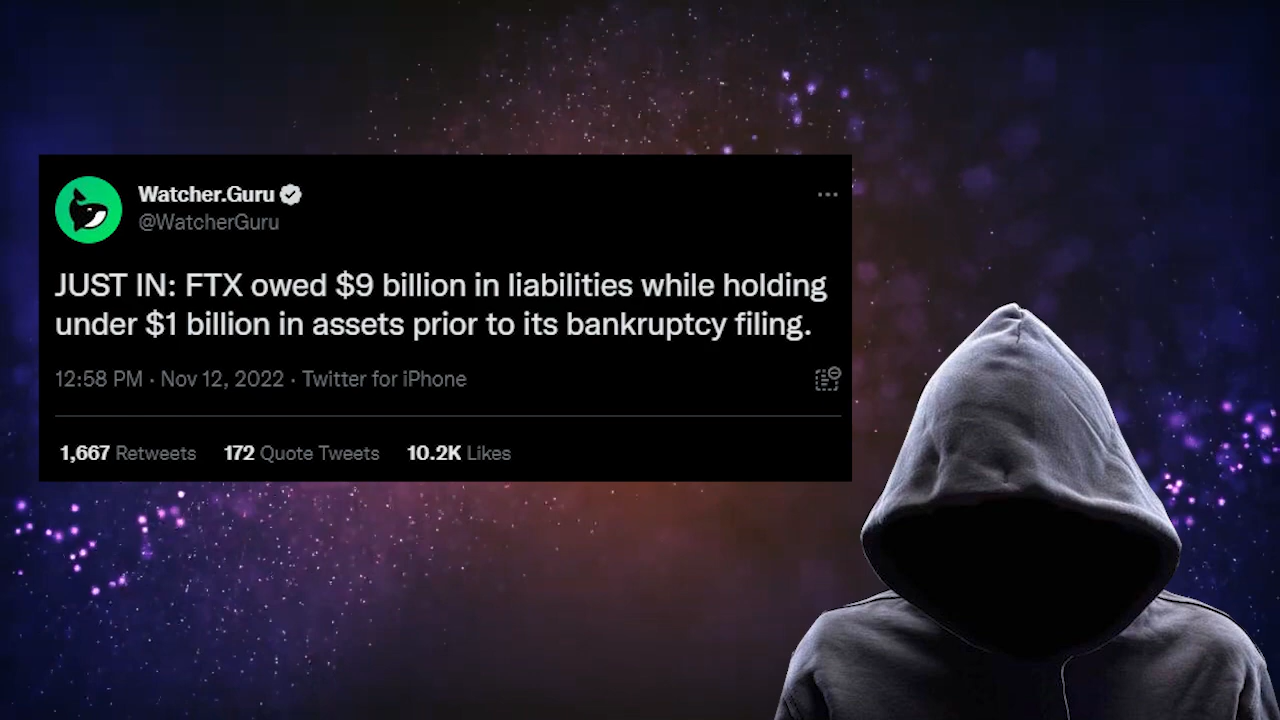 Watcher.Guru
@WatcherGuru
JUST IN: FTX owed $9 billion in liabilities while holding
under $1 billion in assets prior to its bankruptcy filing.
12:58 PM · Nov 12, 2022 · Twitter for iPhone
1,667 Retweets 172 Quote Tweets 10.2K Likes